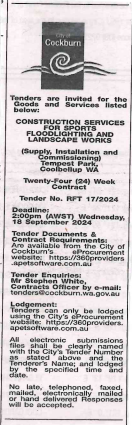 city of
Cockburn
Tenders are invited for the
Goods and Services listed
below:
CONSTRUCTION SERVICES
FOR SPORTS
FLOODLIGHTING AND
LANDSCAPE WORKS
(Supply, Installation and
Commissioning)
Tempest Park,
Coolbellup WA
Twenty-Four (24) Week
Contract
Tender No. RFT 17/2024
Deadline:
2:00pm (AWST) Wednesday,
18 September 2024
Tender Documents &
Contract Requirements:
Are available from the City of
Cockburn eProcurement
website: https://360providers
.apetsoftware.com.au
Tender Enquiries:
Mr Stephen White,
Contracts Officer by e-mail:
tenders@cockburn.wa.gov.au
Lodgement:
Tenders can only be lodged
using the City's eProcurement
website: https://360providers.
apetsoftware.com.au
All electronic submissions
files shall be clearly named
with the City's Tender Number
as stated above and the
Tenderer's Name; and lodged
by the specified time and
date.
No late, telephoned, faxed,
mailed, electronically mailed
or hand delivered Responses
will be accepted.